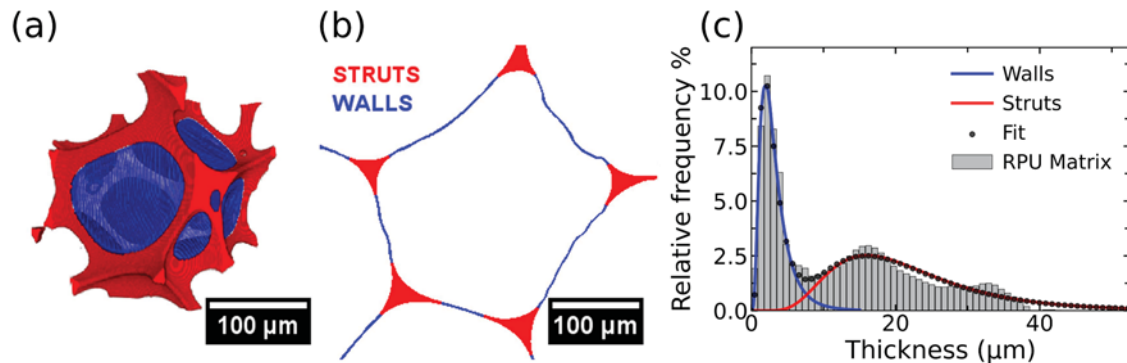 (a)
100 µm
(b)
STRUTS
WALLS
100 µm
(c)
Relative frequency %
10.0
7.5
5.0
2.5
0.0
0
20
40
Thickness (µm)
Walls
Struts
Fit
RPU Matrix